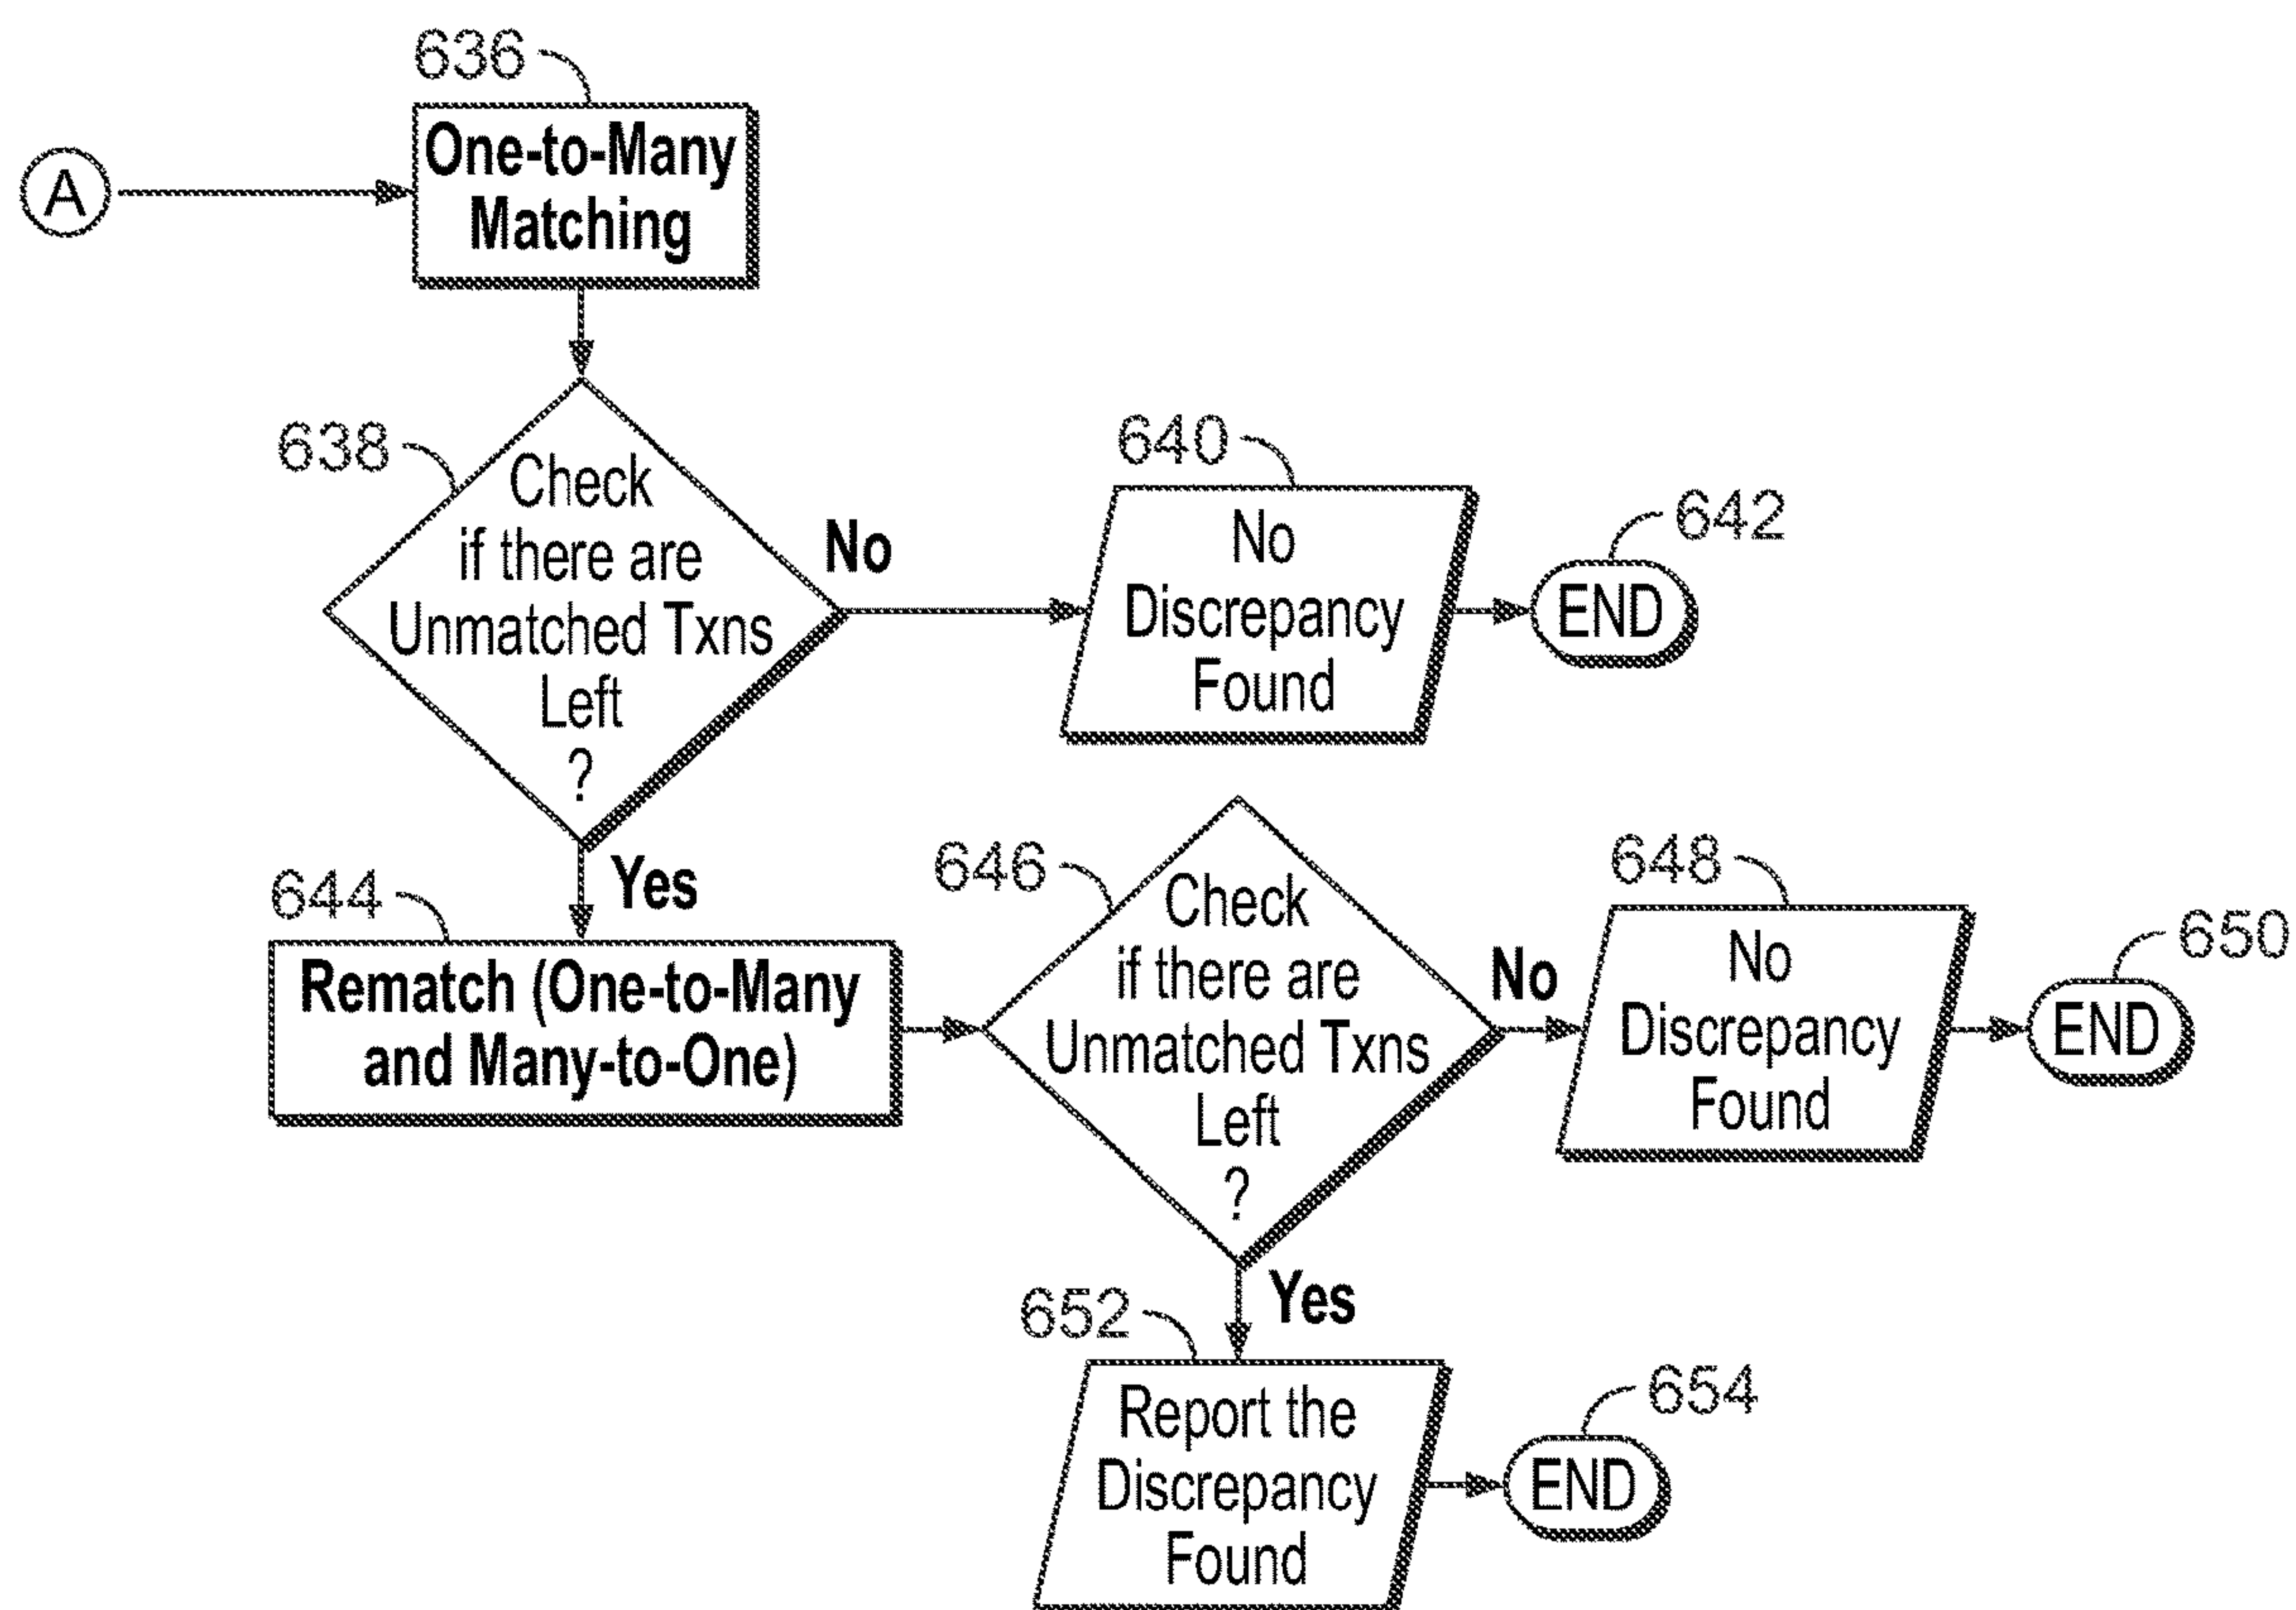 636
A
One-to-Many
Matching
638
Check
if there are
Unmatched Txns
Left
?
No
640
No
Discrepancy
Found
642
END
Yes
644
Rematch (One-to-Many
and Many-to-One)
646
Check
if there are
Unmatched Txns
Left
?
No
648
No
Discrepancy
Found
650
END
Yes
652
Report the
Discrepancy
Found
654
END